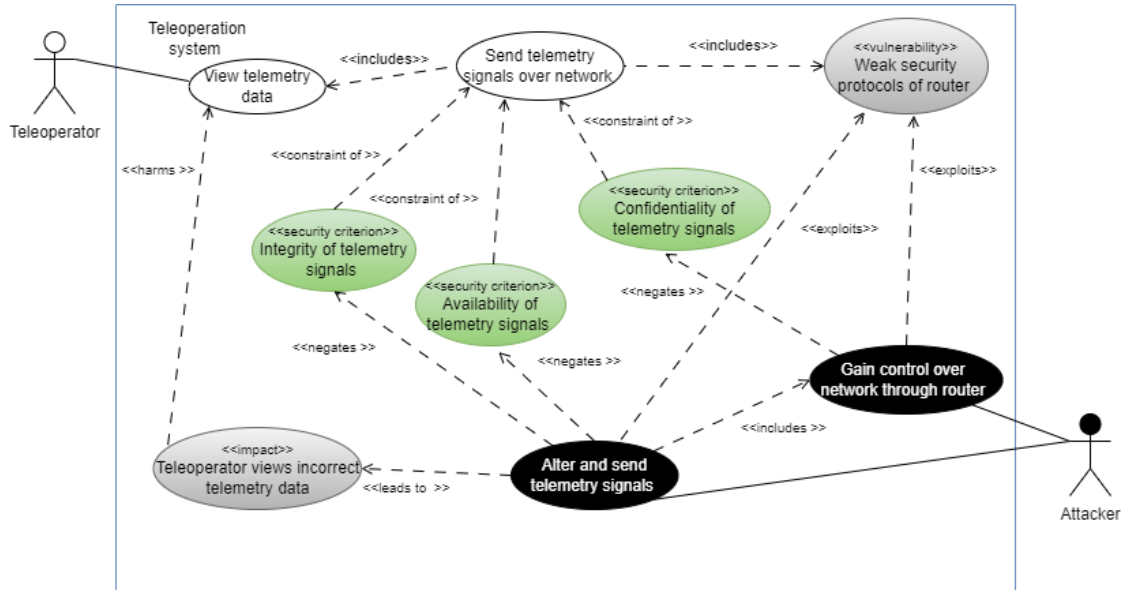 Teleoperation
system
<<includes>>
Send telemetry
signals over network
<<includes>>
<<vulnerability>>
Weak security
protocols of router
View telemetry
data
Teleoperator
<<harms >>
<<constraint of >>
<<constraint of >>
<<constraint of >>
<<exploits>>
<<security criterion>>
Confidentiality of
telemetry signals
<<security criterion>>
Integrity of telemetry
signals
<<exploits>>
<<security criterion>>
Availability of
telemetry signals
<<negates >>
<<negates >>
<<negates >>
Gain control over
network through router
<<includes >>
<<impact>>
Teleoperator views incorrect
telemetry data
<<leads to >>
Alter and send
telemetry signals
Attacker